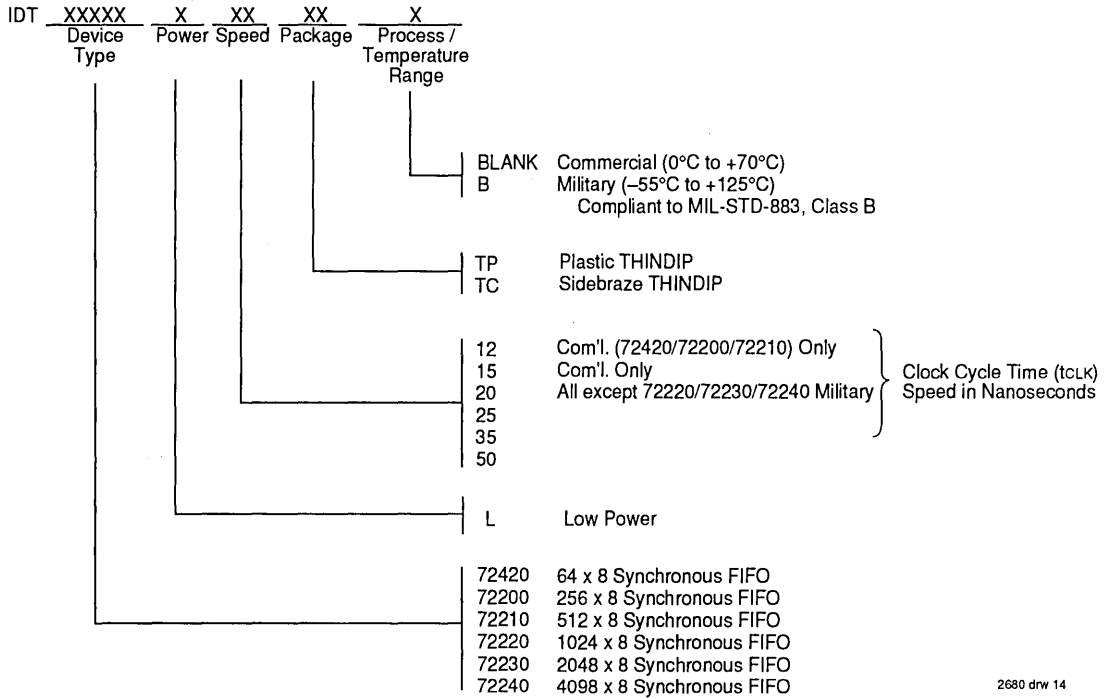 IDT XXXXX X XX XX X
Device Type Power Speed Package Process / Temperature Range
BLANK Commercial (0°C to +70°C)
B Military (–55°C to +125°C)
Compliant to MIL-STD-883, Class B
TP Plastic THINDIP
TC Sidebraze THINDIP
12 Com'l. (72420/72200/72210) Only
15 Com'l. Only
20 All except 72220/72230/72240 Military
25
35
50
Clock Cycle Time (tCLK)
Speed in Nanoseconds
L Low Power
72420 64 x 8 Synchronous FIFO
72200 256 x 8 Synchronous FIFO
72210 512 x 8 Synchronous FIFO
72220 1024 x 8 Synchronous FIFO
72230 2048 x 8 Synchronous FIFO
72240 4098 x 8 Synchronous FIFO
2680 drw 14